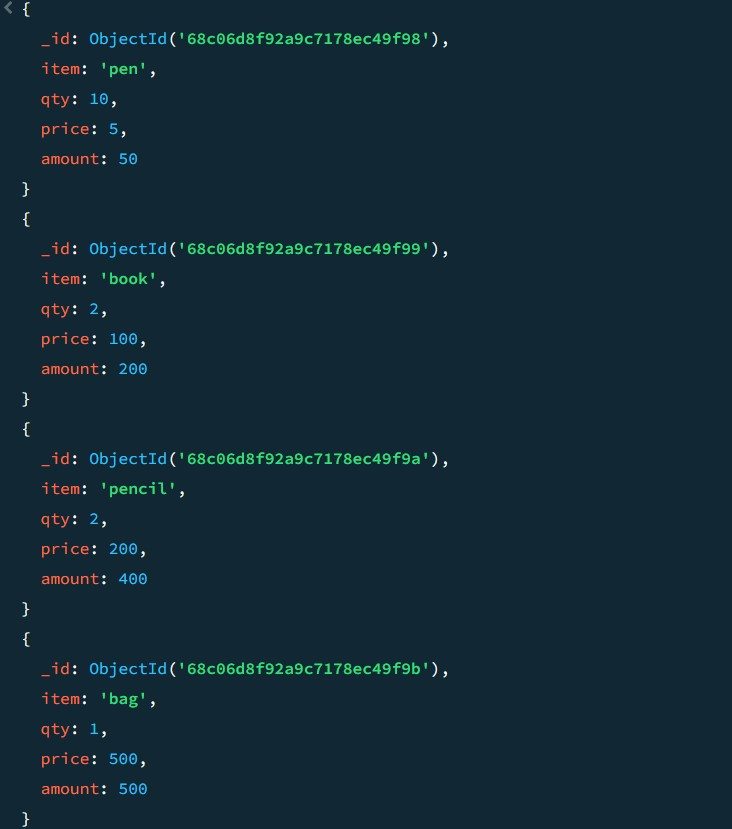 {
_id: ObjectId('68c06d8f92a9c7178ec49f98'),
item: 'pen',
qty: 10,
price: 5,
amount: 50
}
{
_id: ObjectId('68c06d8f92a9c7178ec49f99'),
item: 'book',
qty: 2,
price: 100,
amount: 200
}
{
_id: ObjectId('68c06d8f92a9c7178ec49f9a'),
item: 'pencil',
qty: 2,
price: 200,
amount: 400
}
{
_id: ObjectId('68c06d8f92a9c7178ec49f9b'),
item: 'bag',
qty: 1,
price: 500,
amount: 500
}